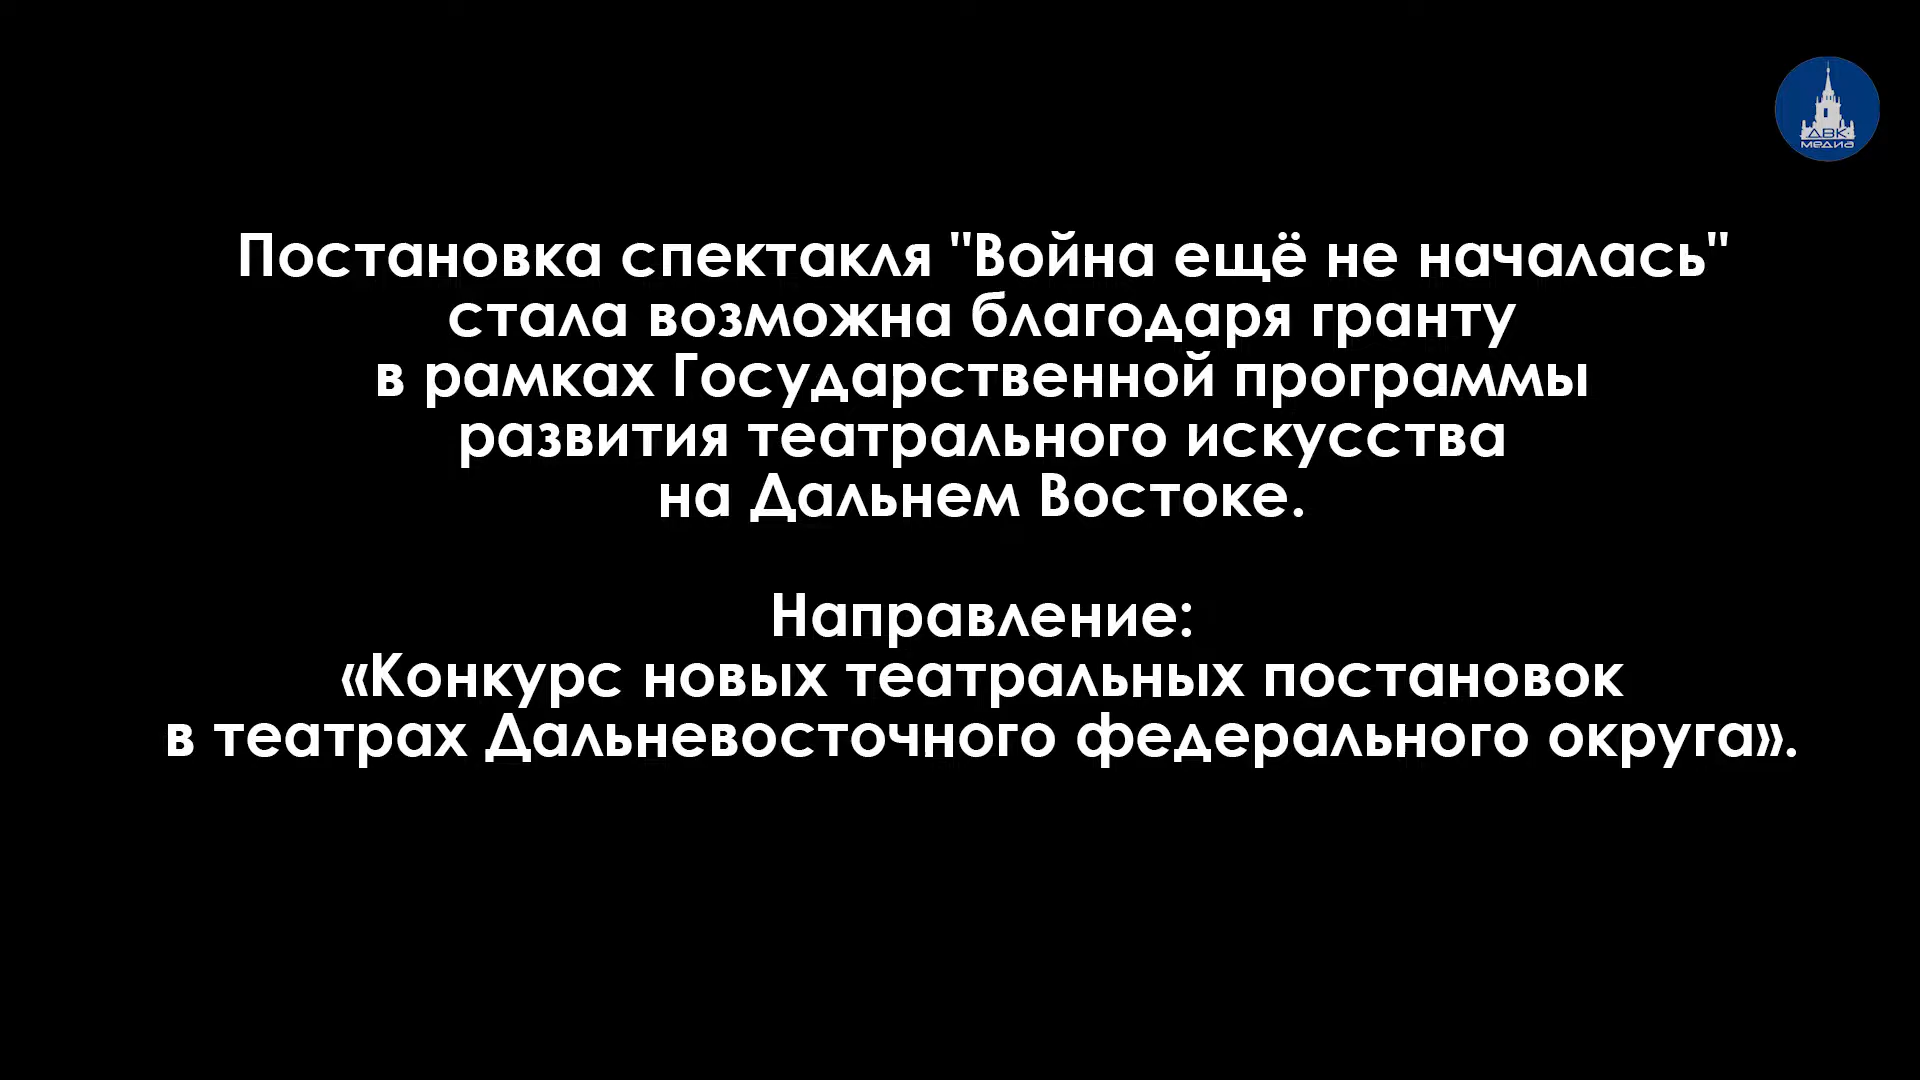 ДВК-
медиа
Постановка спектакля "Война ещё не началась"
стала возможна благодаря гранту
в рамках Государственной программы
развития театрального искусства
на Дальнем Востоке.
Направление:
«Конкурс новых театральных постановок
в театрах Дальневосточного федерального округа».